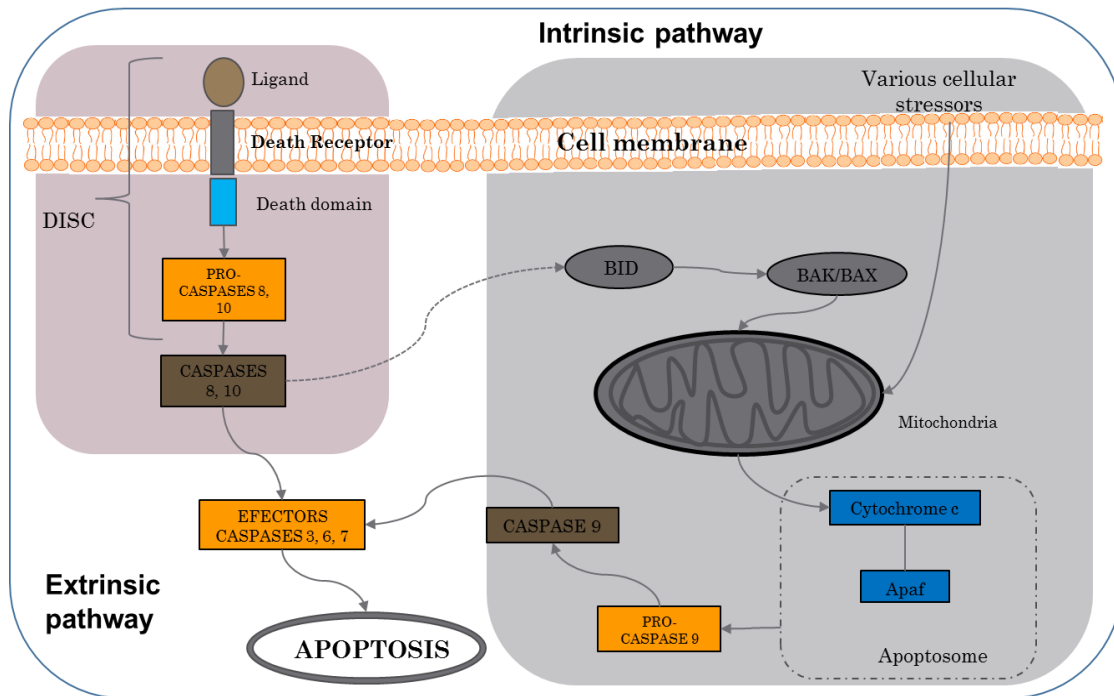 Intrinsic pathway
Ligand
Various cellular
stressors
Death Receptor
Cell membrane
DISC
Death domain
PRO-
CASPASES 8,
10
BID
BAK/BAX
CASPASES
8, 10
Mitochondria
EFECTORS
CASPASES 3, 6, 7
CASPASE 9
Cytochrome c
Apaf
Extrinsic
pathway
PRO-
CASPASE 9
APOPTOSIS
Apoptosome